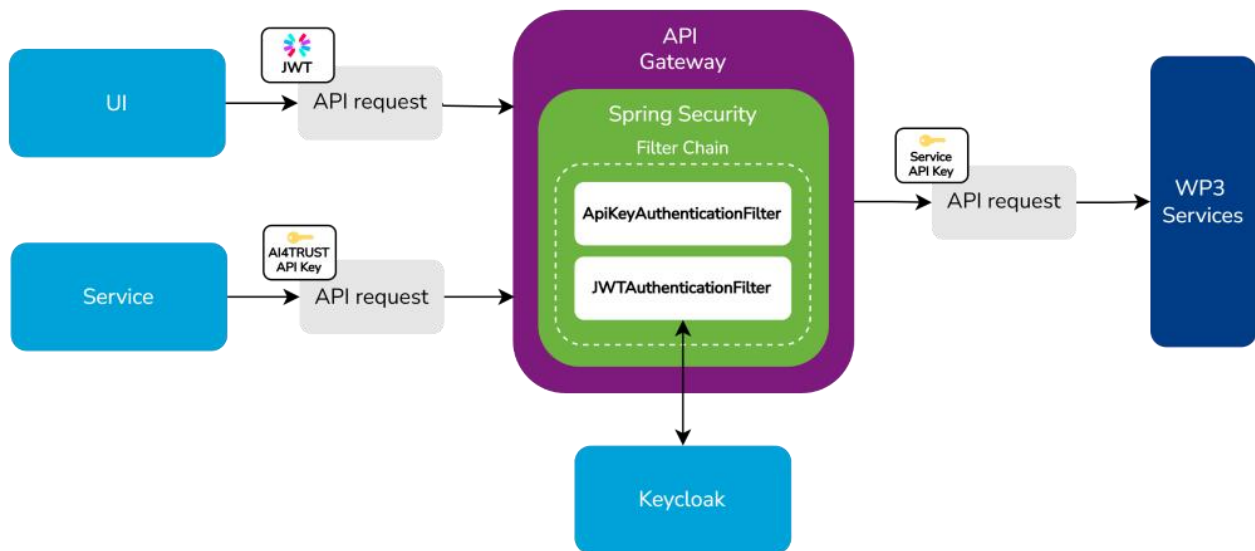 JWT
UI
API request
AI4TRUST
API Key
Service
API request
API
Gateway
Spring Security
Filter Chain
ApiKeyAuthenticationFilter
JWTAuthenticationFilter
Keycloak
Service
API Key
API request
WP3
Services